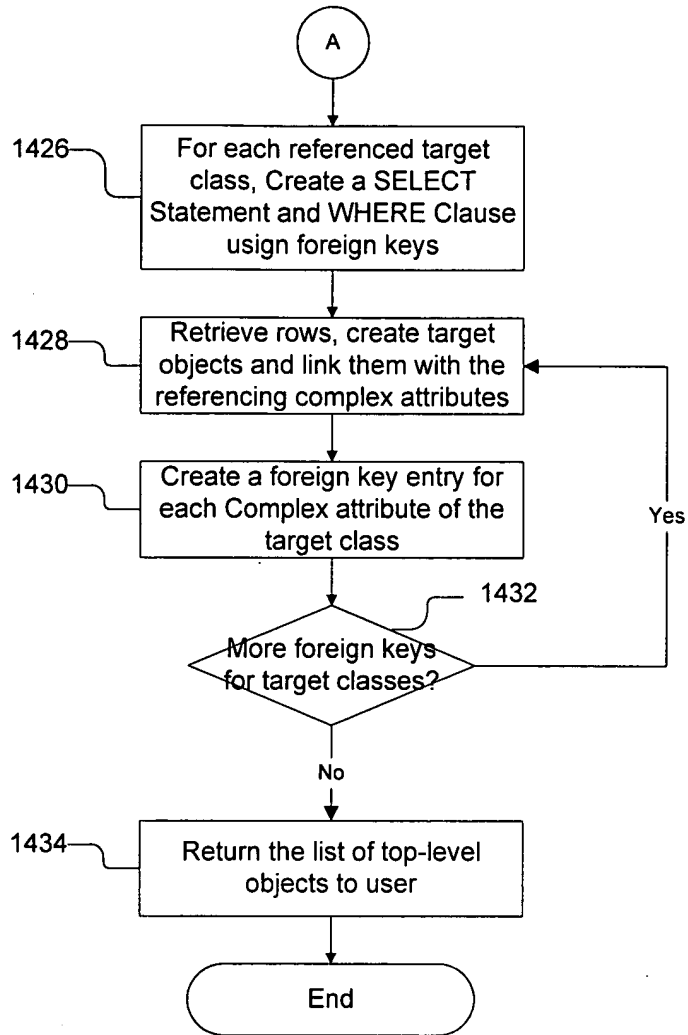 A
1426
For each referenced target
class, Create a SELECT
Statement and WHERE Clause
usign foreign keys
1428
Retrieve rows, create target
objects and link them with the
referencing complex attributes
1430
Create a foreign key entry for
each Complex attribute of the
target class
Yes
1432
More foreign keys
for target classes?
No
1434
Return the list of top-level
objects to user
End